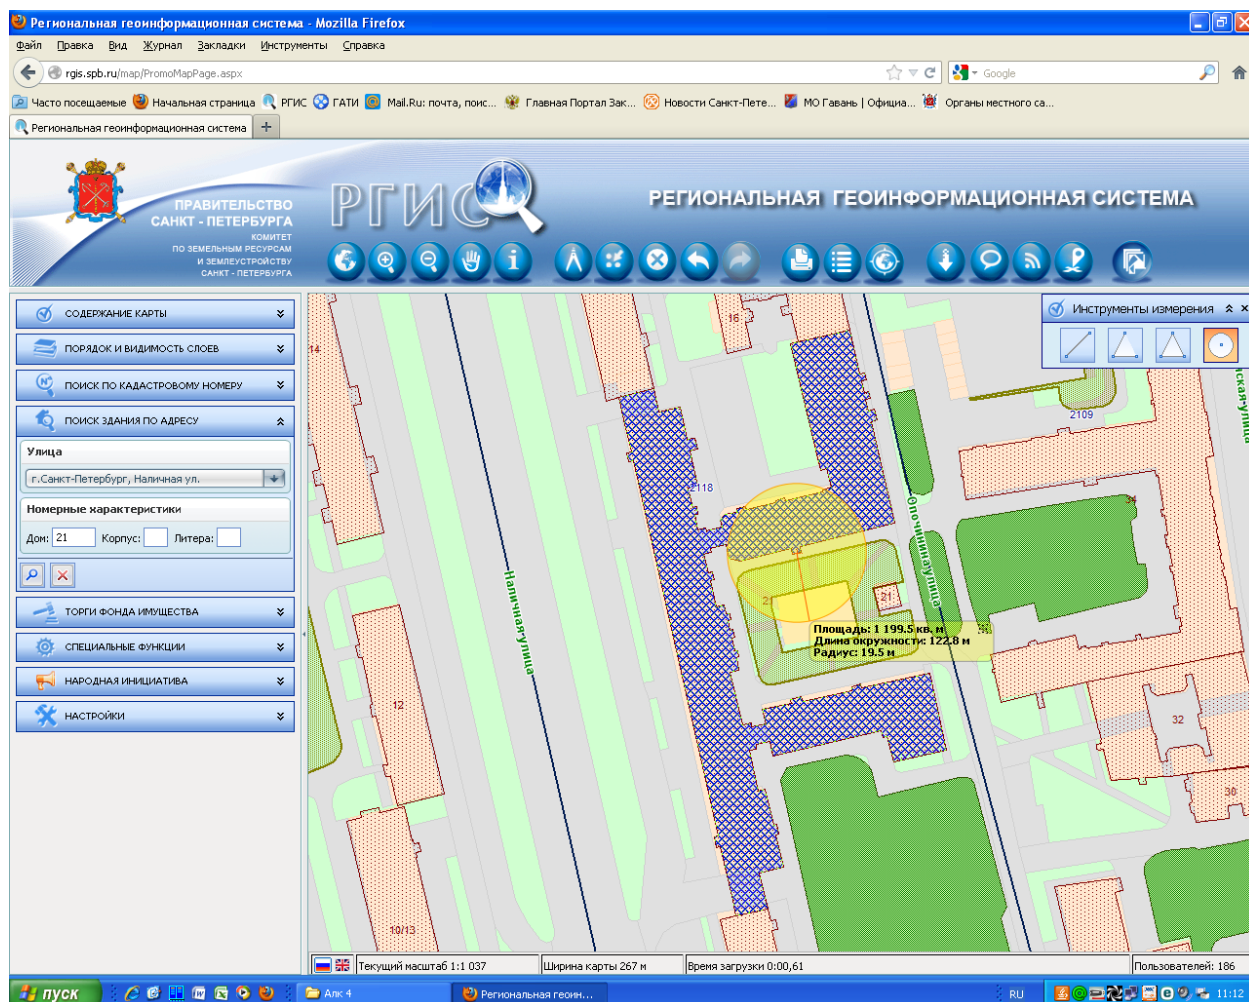 Региональная геоинформационная система - Mozilla Firefox
Файл Правка Вид Журнал Закладки Инструменты Справка
rgis.spb.ru/map/PromoMapPage.aspx
Google
Часто посещаемые Начальная страница РГИС ГАТИ Mail.Ru: почта, поис... Главная Портал Зак... Новости Санкт-Пете... МО Гавань | Официа... Органы местного са...
Региональная геоинформационная система
ПРАВИТЕЛЬСТВО
САНКТ - ПЕТЕРБУРГА
КОМИТЕТ
ПО ЗЕМЕЛЬНЫМ РЕСУРСАМ
И ЗЕМЛЕУСТРОЙСТВУ
САНКТ - ПЕТЕРБУРГА
РГИС
РЕГИОНАЛЬНАЯ ГЕОИНФОРМАЦИОННАЯ СИСТЕМА
СОДЕРЖАНИЕ КАРТЫ
ПОРЯДОК И ВИДИМОСТЬ СЛОЕВ
ПОИСК ПО КАДАСТРОВОМУ НОМЕРУ
ПОИСК ЗДАНИЯ ПО АДРЕСУ
Улица
г.Санкт-Петербург, Наличная ул.
Номерные характеристики
Дом: 21 Корпус: Литера:
ТОРГИ ФОНДА ИМУЩЕСТВА
СПЕЦИАЛЬНЫЕ ФУНКЦИИ
НАРОДНАЯ ИНИЦИАТИВА
НАСТРОЙКИ
Инструменты измерения
14
16
2109
2118
34
Наличная улица
Опочинина улица
21
Площадь: 1 199.5 кв. м
Длина окружности: 122.8 м
Радиус: 19.5 м
12
32
30
10/13
Текущий масштаб 1:1 037
Ширина карты 267 м
Время загрузки 0:00,61
Пользователей: 186
пуск
Алк 4
Региональная геоин...
RU
11:12